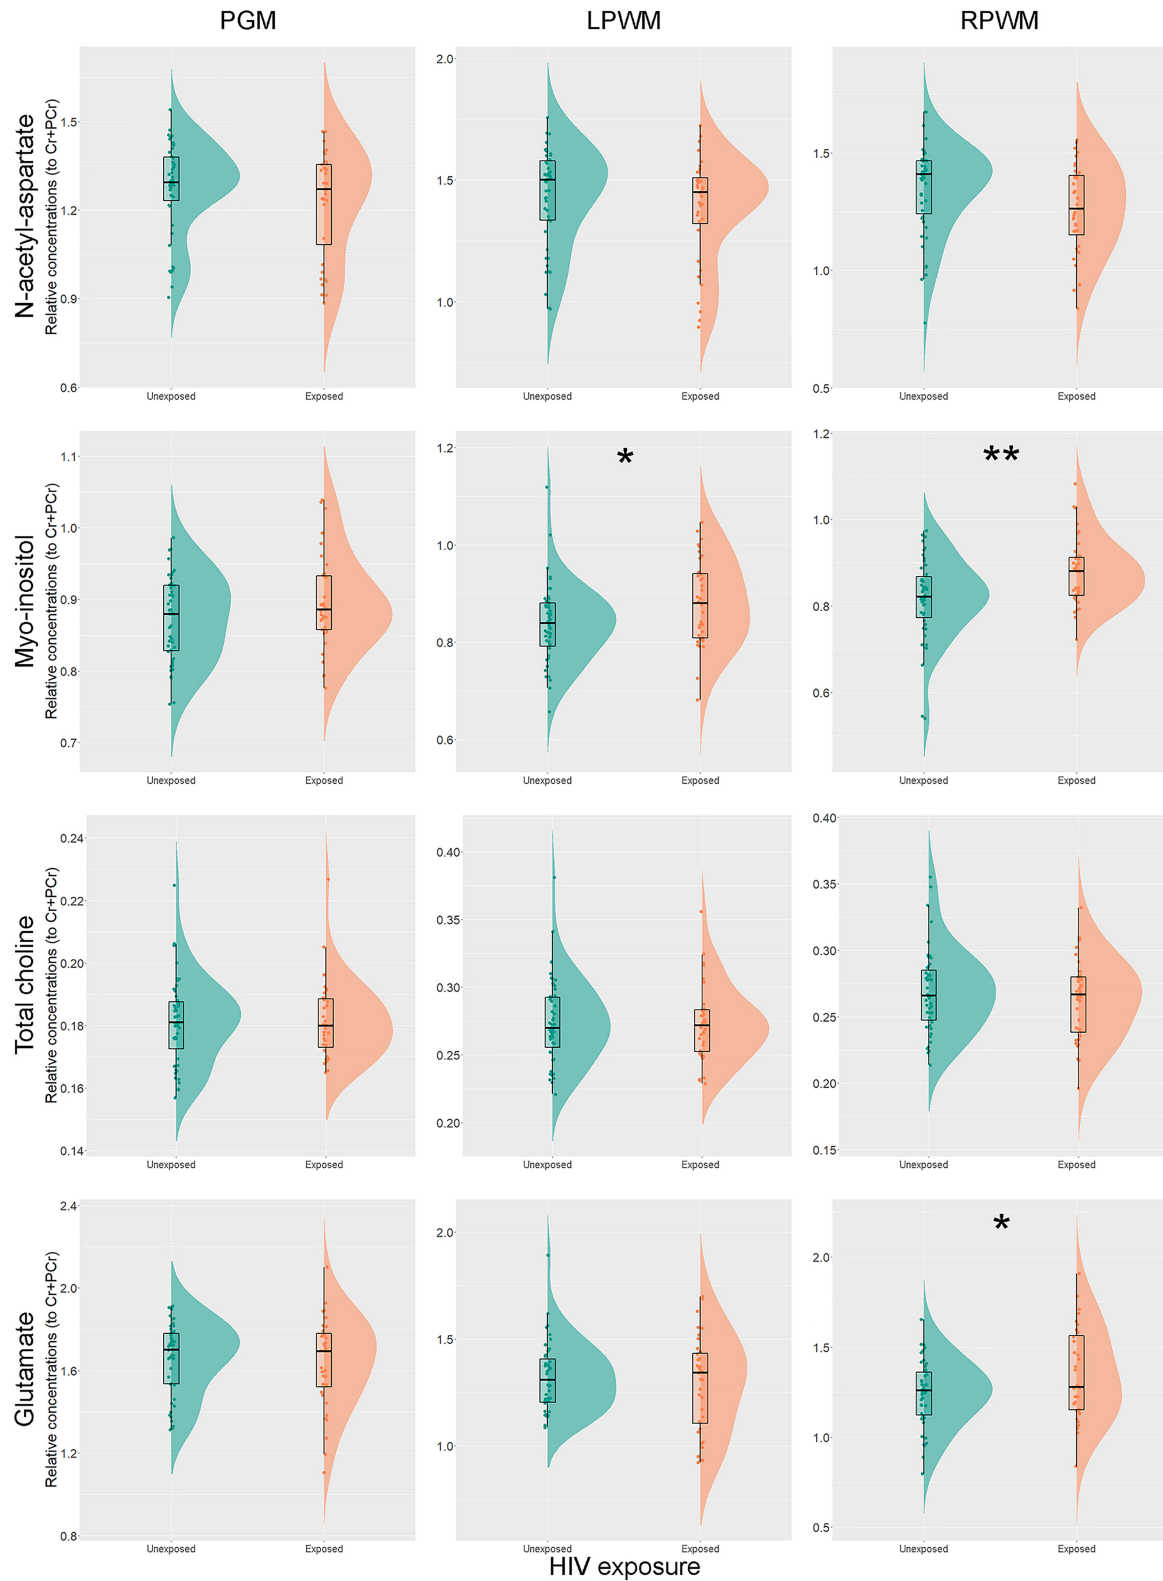 PGM LPWM RPWM
N-acetyl-aspartate
Relative concentrations (to Cr+PCr)
1.5
1.2
0.9
0.6
Unexposed Exposed
2.0
1.5
1.0
Unexposed Exposed
1.5
1.0
0.5
Unexposed Exposed
Myo-inositol
Relative concentrations (to Cr+PCr)
1.1
1.0
0.9
0.8
0.7
Unexposed Exposed
*
1.2
1.0
0.8
0.6
Unexposed Exposed
**
1.2
1.0
0.8
0.6
Unexposed Exposed
Total choline
Relative concentrations (to Cr+PCr)
0.24
0.22
0.20
0.18
0.16
0.14
Unexposed Exposed
0.40
0.35
0.30
0.25
0.20
Unexposed Exposed
0.40
0.35
0.30
0.25
0.20
0.15
Unexposed Exposed
Glutamate
Relative concentrations (to Cr+PCr)
2.4
2.0
1.6
1.2
0.8
Unexposed Exposed
2.0
1.5
1.0
Unexposed Exposed
*
2.0
1.5
1.0
0.5
Unexposed Exposed
HIV exposure